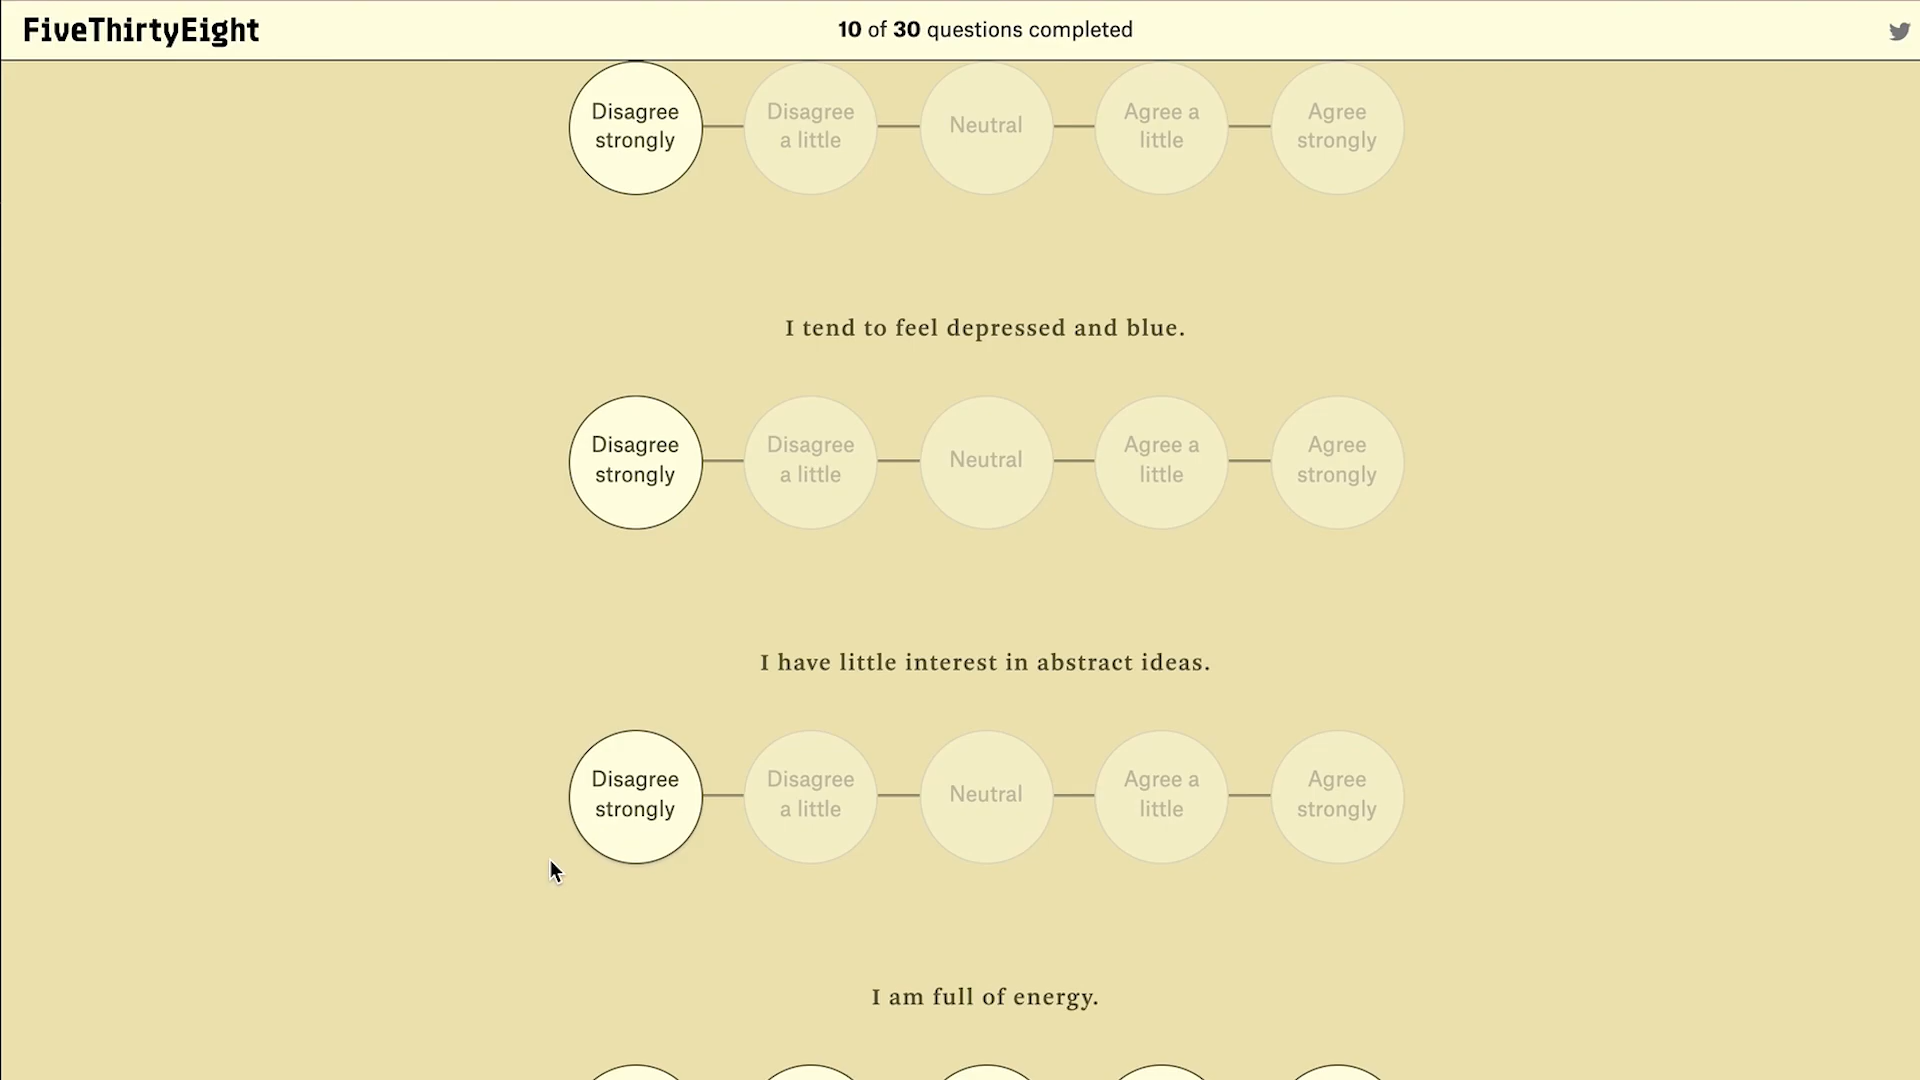 FiveThirtyEight
10 of 30 questions completed
Disagree strongly
Disagree a little
Neutral
Agree a little
Agree strongly
I tend to feel depressed and blue.
Disagree strongly
Disagree a little
Neutral
Agree a little
Agree strongly
I have little interest in abstract ideas.
Disagree strongly
Disagree a little
Neutral
Agree a little
Agree strongly
I am full of energy.